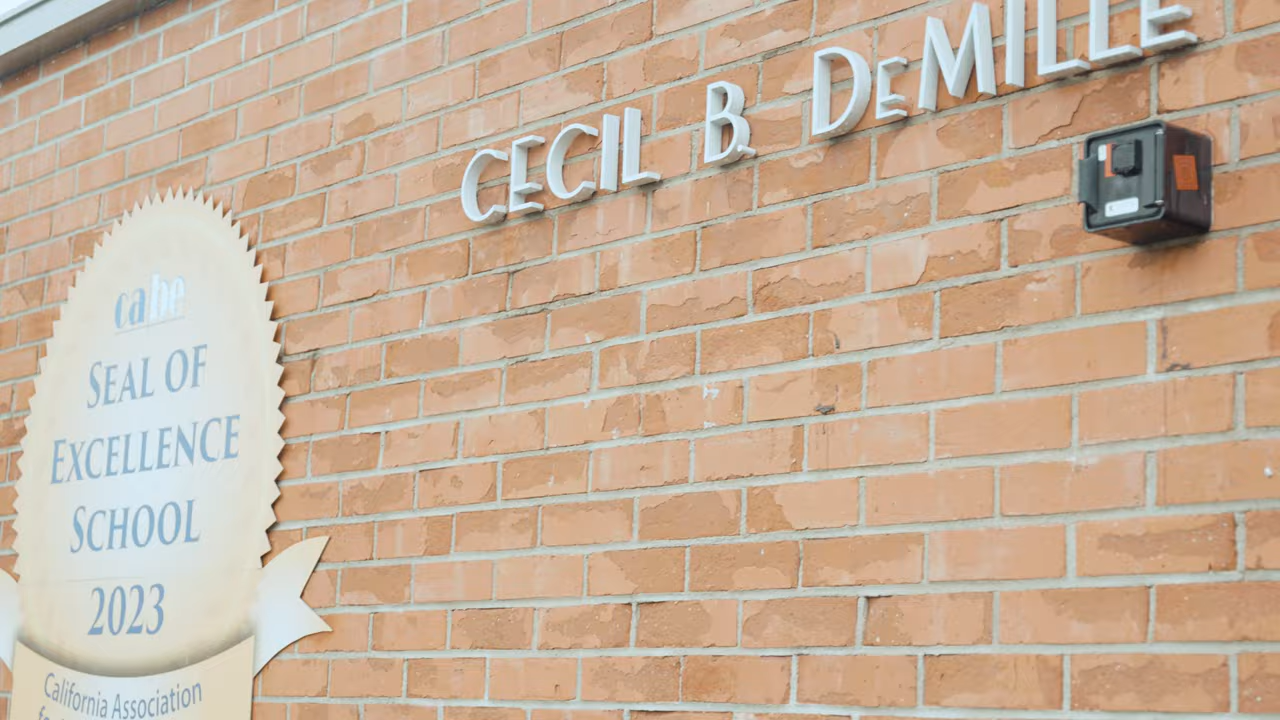 CECIL B. DEMILLE
cabe
SEAL OF
EXCELLENCE
SCHOOL
2023
California Association